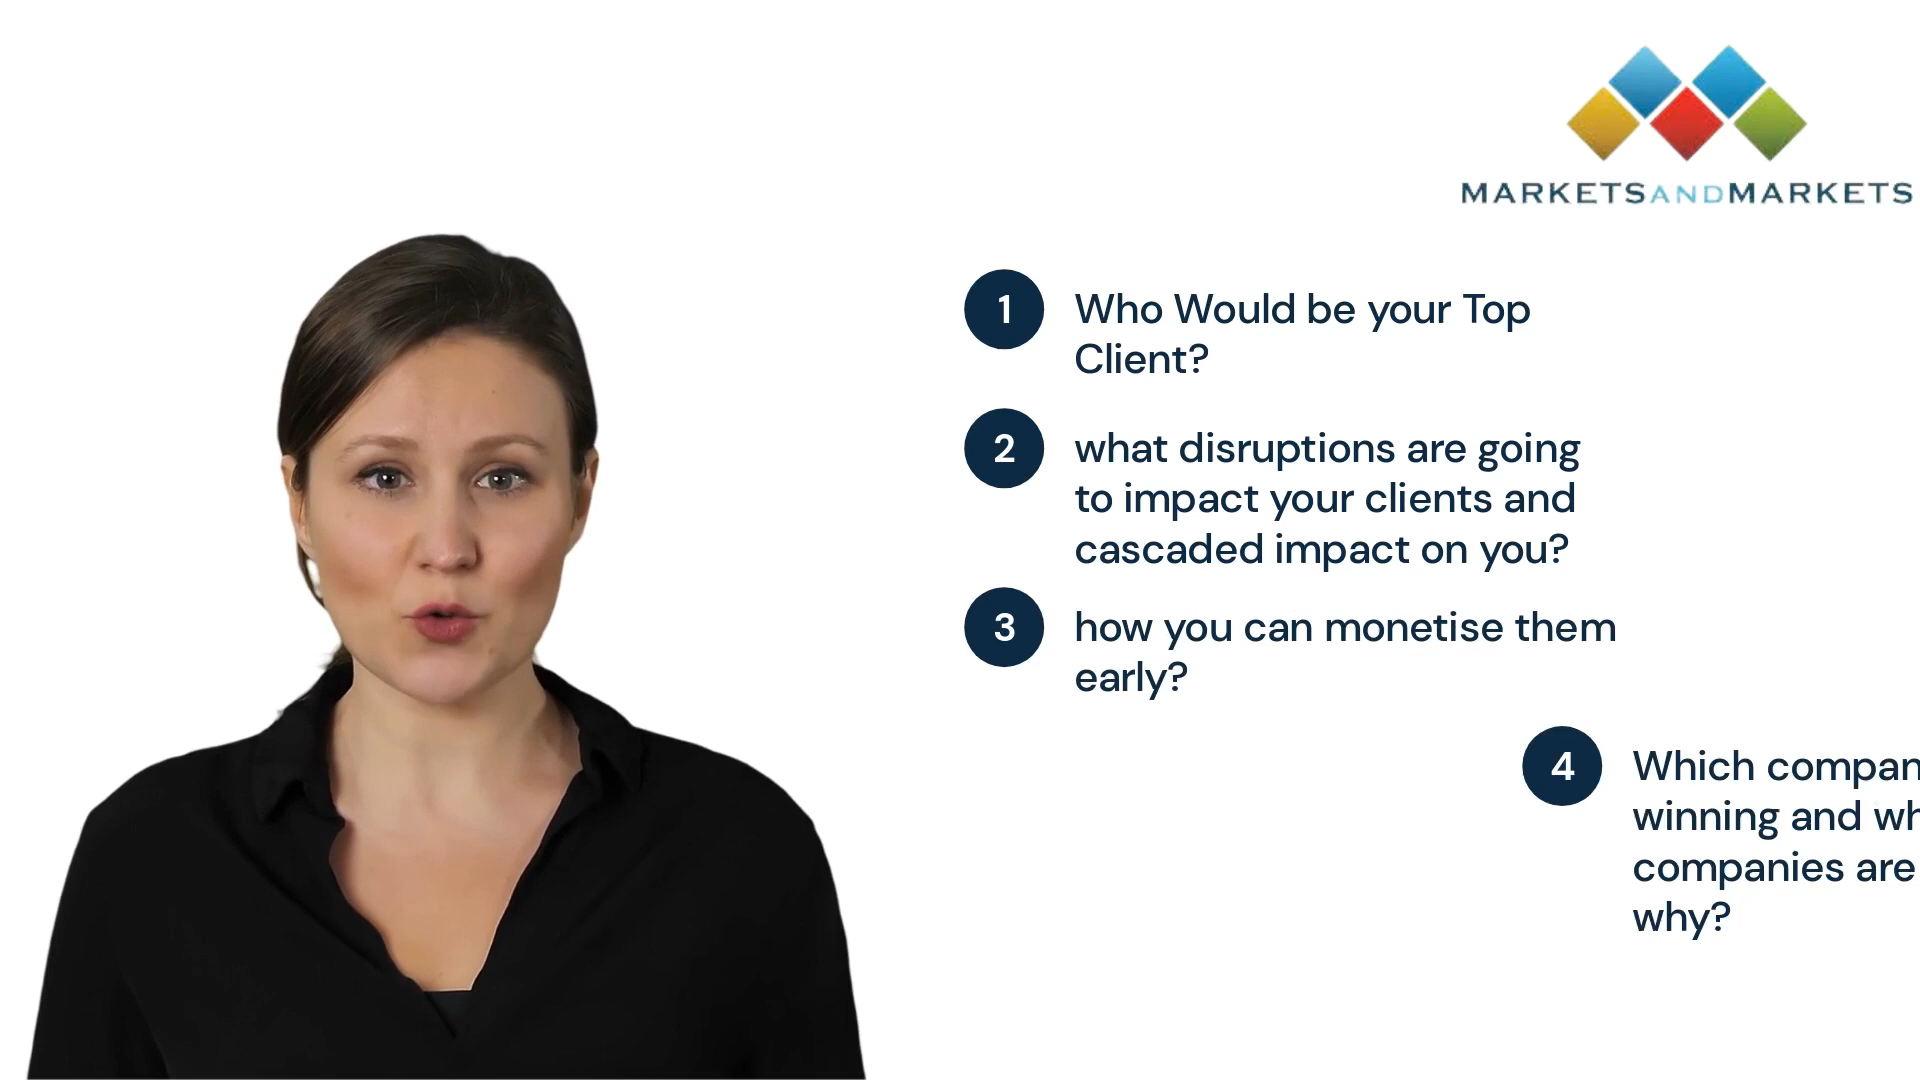 MARKETSANDMARKETS
1 Who Would be your Top
Client?
2 what disruptions are going
to impact your clients and
cascaded impact on you?
3 how you can monetise them
early?
4 Which
winning and
companies are
why?